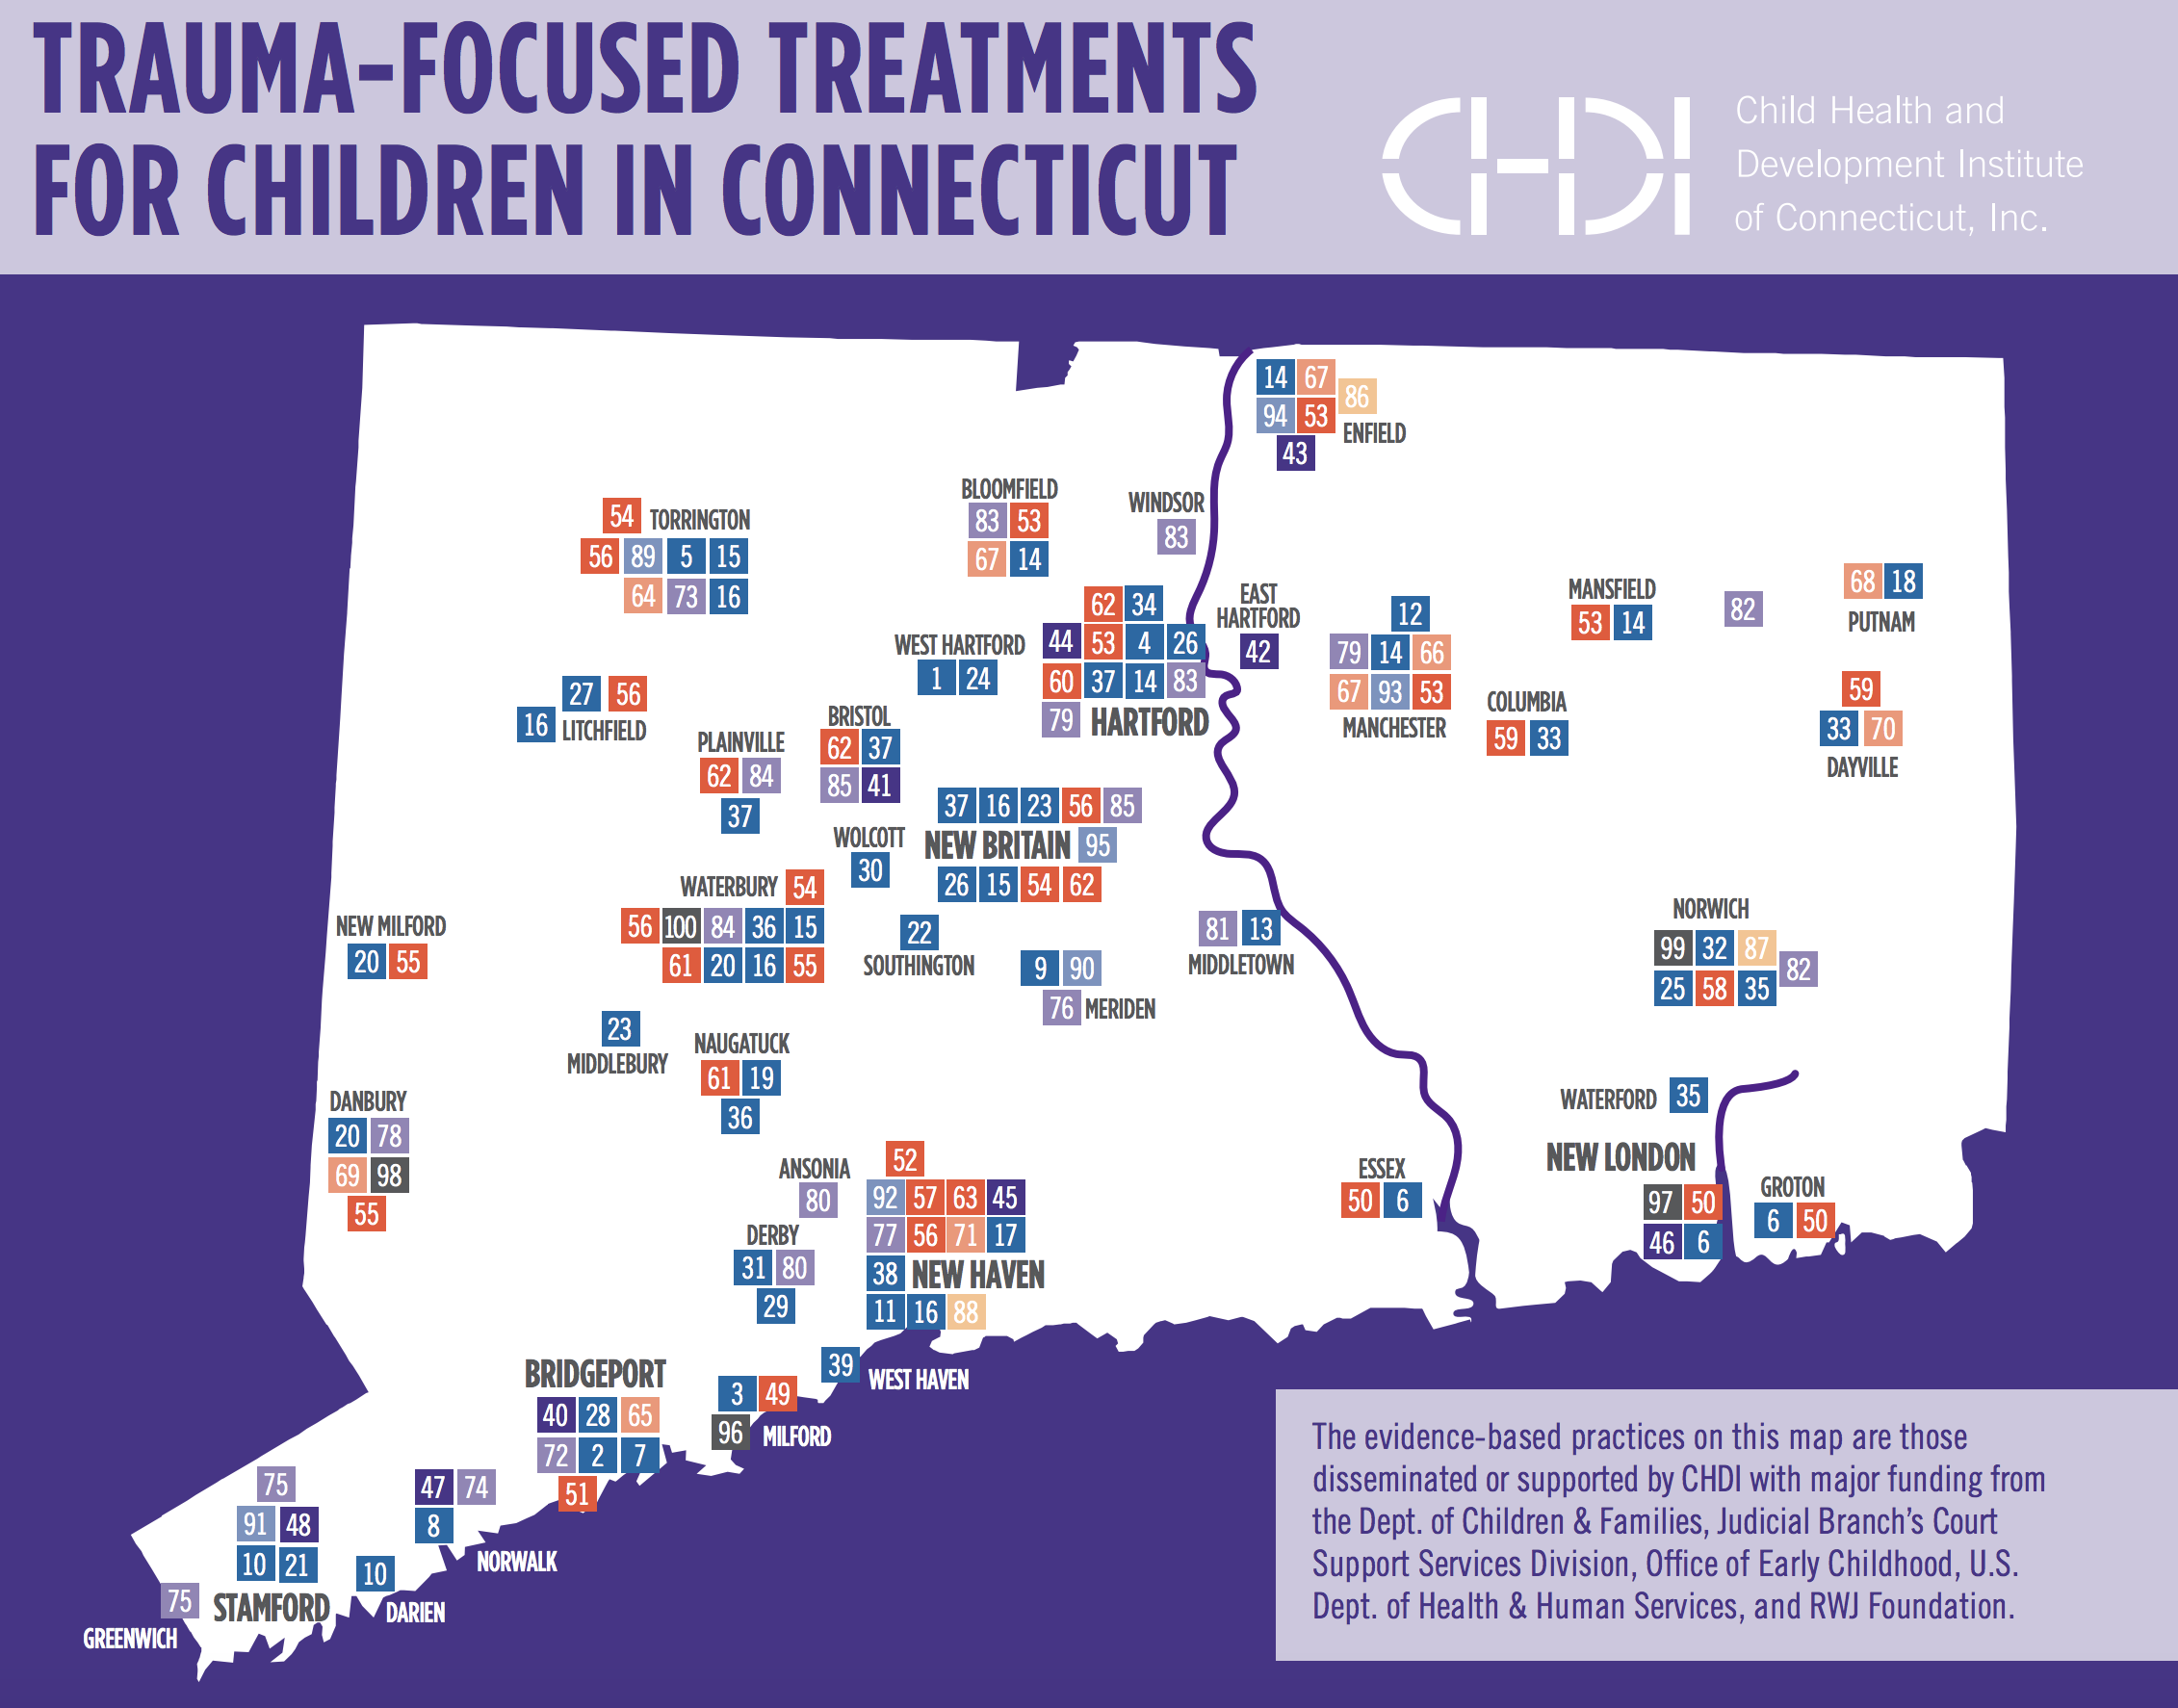 TRAUMA-FOCUSED TREATMENTS
FOR CHILDREN IN CONNECTICUT
CHDI
Child Health and
Development Institute
of Connecticut, Inc.
14 67 86
94 53
ENFIELD
43
54 TORRINGTON
56 89 5 15
64 73 16
BLOOMFIELD
83 53
67 14
WINDSOR
83
62 34
44 53 4 26
60 37 14 83
79 HARTFORD
EAST
HARTFORD
42
WEST HARTFORD
1 24
12
79 14 66
67 93 53
MANCHESTER
MANSFIELD
53 14
82
68 18
PUTNAM
COLUMBIA
59 33
59
33 70
DAYVILLE
27 56
16 LITCHFIELD
PLAINVILLE
62 84
37
BRISTOL
62 37
85 41
37 16 23 56 85
NEW BRITAIN 95
26 15 54 62
WOLCOTT
30
WATERBURY 54
56 100 84 36 15
61 20 16 55
NEW MILFORD
20 55
22
SOUTHINGTON
9 90
76 MERIDEN
81 13
MIDDLETOWN
NORWICH
99 32 87
82
25 58 35
23
MIDDLEBURY
NAUGATUCK
61 19
36
DANBURY
20 78
69 98
55
WATERFORD 35
NEW LONDON
97 50
46 6
GROTON
6 50
ESSEX
50 6
ANSONIA
80
DERBY
31 80
29
52
92 57 63 45
77 56 71 17
38 NEW HAVEN
11 16 88
39 WEST HAVEN
3 49
96 MILFORD
BRIDGEPORT
40 28 65
72 2 7
51
47 74
8
NORWALK
75
91 48
10 21
STAMFORD
10
DARIEN
75
GREENWICH
The evidence-based practices on this map are those
disseminated or supported by CHDI with major funding from
the Dept. of Children & Families, Judicial Branch’s Court
Support Services Division, Office of Early Childhood, U.S.
Dept. of Health & Human Services, and RWJ Foundation.